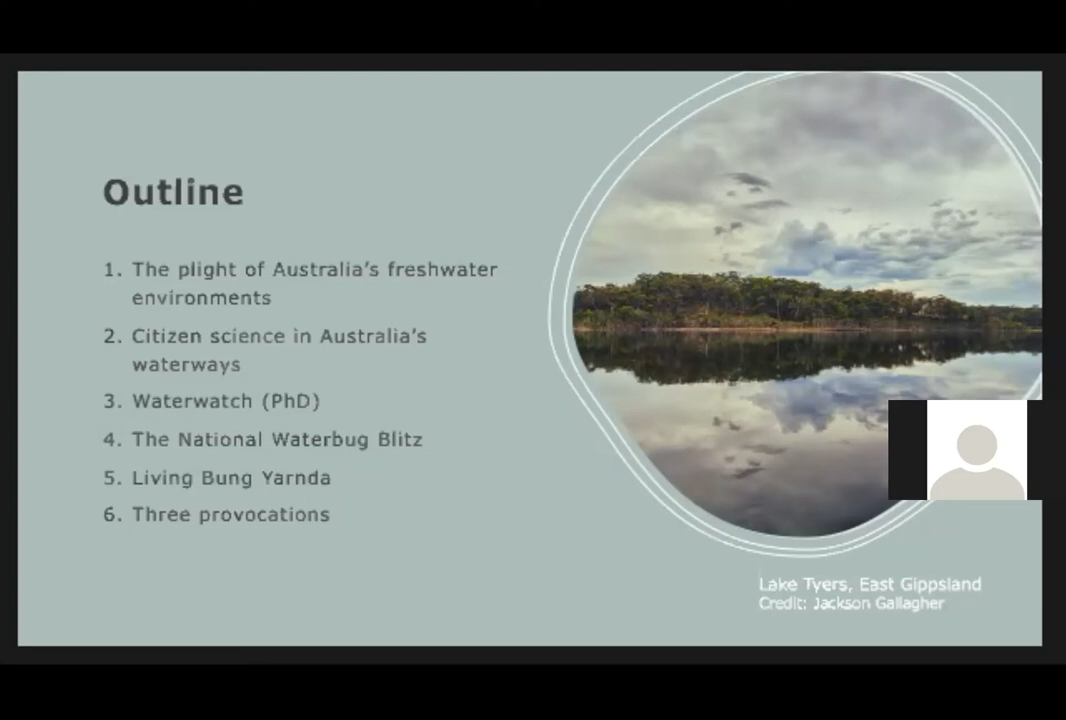 Outline
1. The plight of Australia’s freshwater
environments
2. Citizen science in Australia’s
waterways
3. Waterwatch (PhD)
4. The National Waterbug Blitz
5. Living Bung Yarnda
6. Three provocations
Lake Tyers, East Gippsland
Credit: Jackson Gallagher